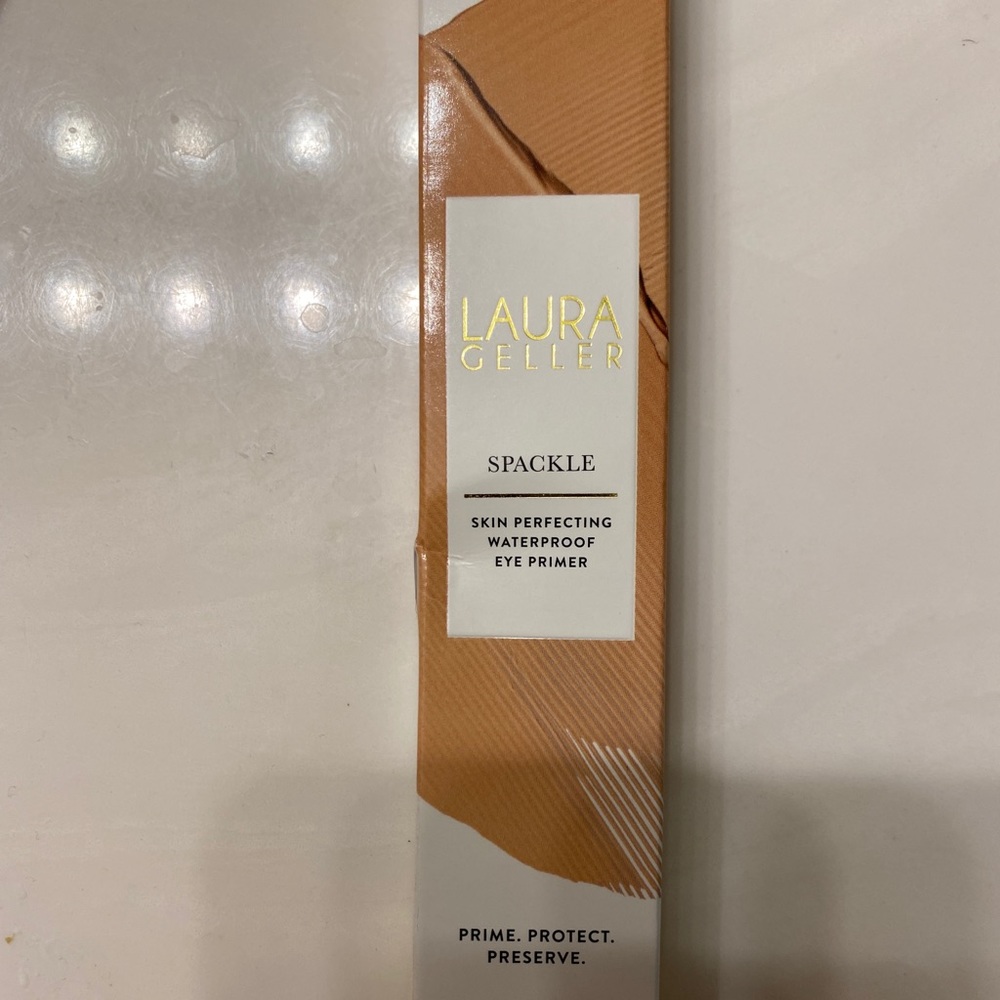 LAURA
GELLER
SPACKLE
SKIN PERFECTING
WATERPROOF
EYE PRIMER
PRIME. PROTECT.
PRESERVE.